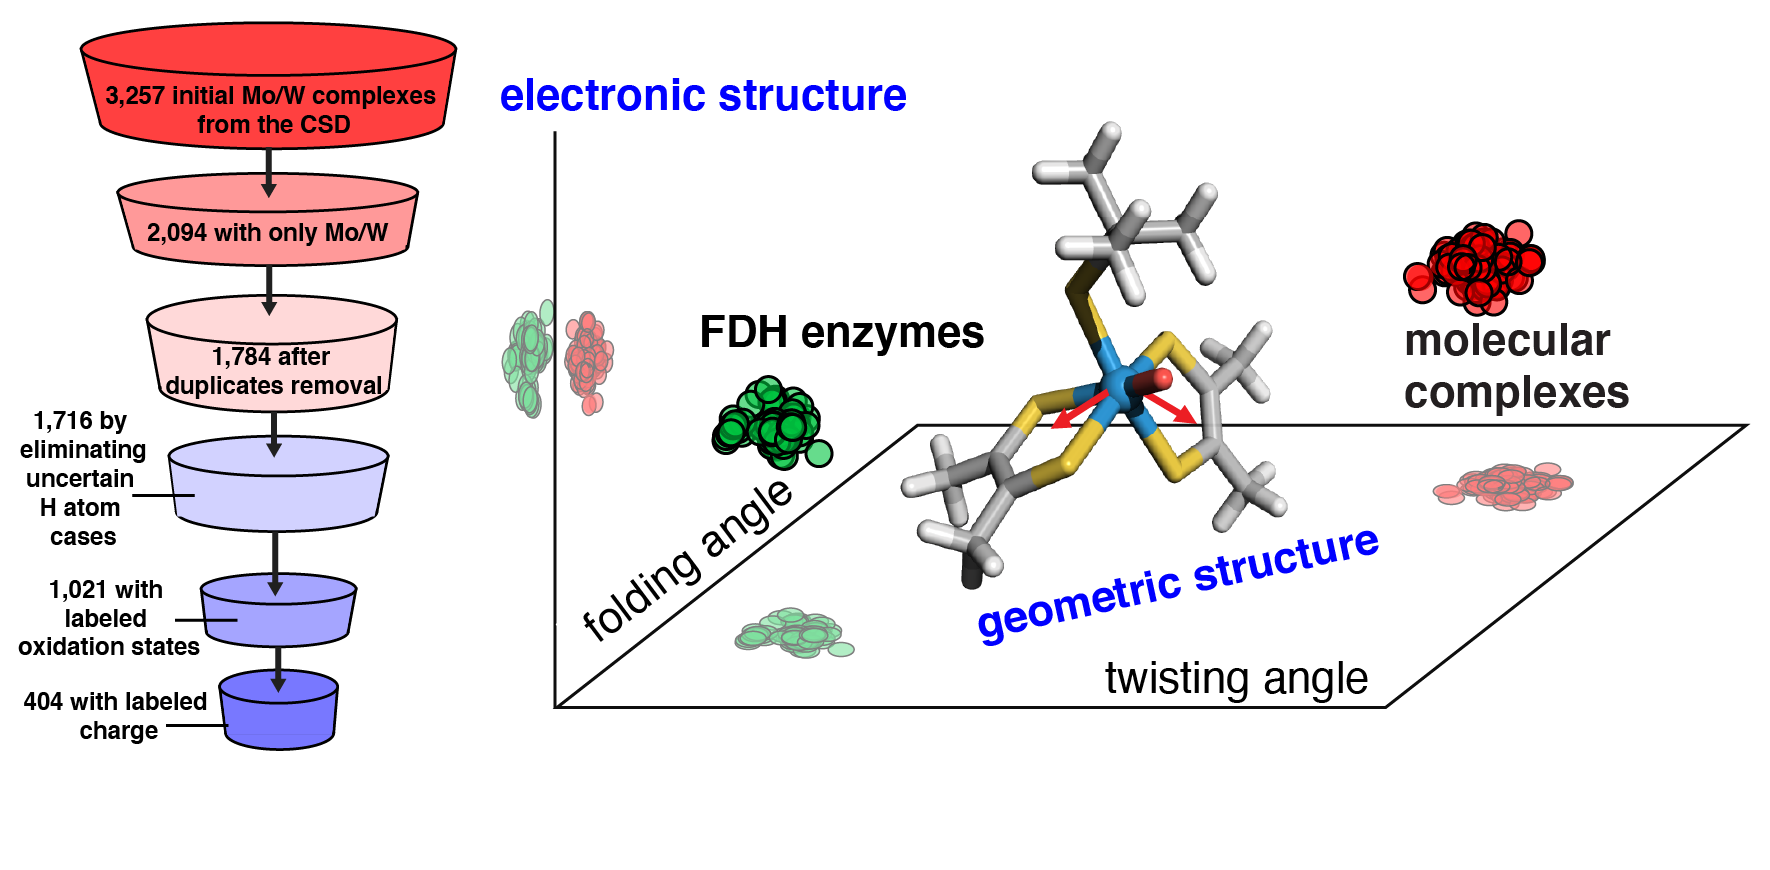 3,257 initial Mo/W complexes
from the CSD
2,094 with only Mo/W
1,784 after
duplicates removal
1,716 by
eliminating
uncertain
H atom
cases
1,021 with
labeled
oxidation states
404 with labeled
charge
electronic structure
FDH enzymes
molecular
complexes
folding angle
geometric structure
twisting angle